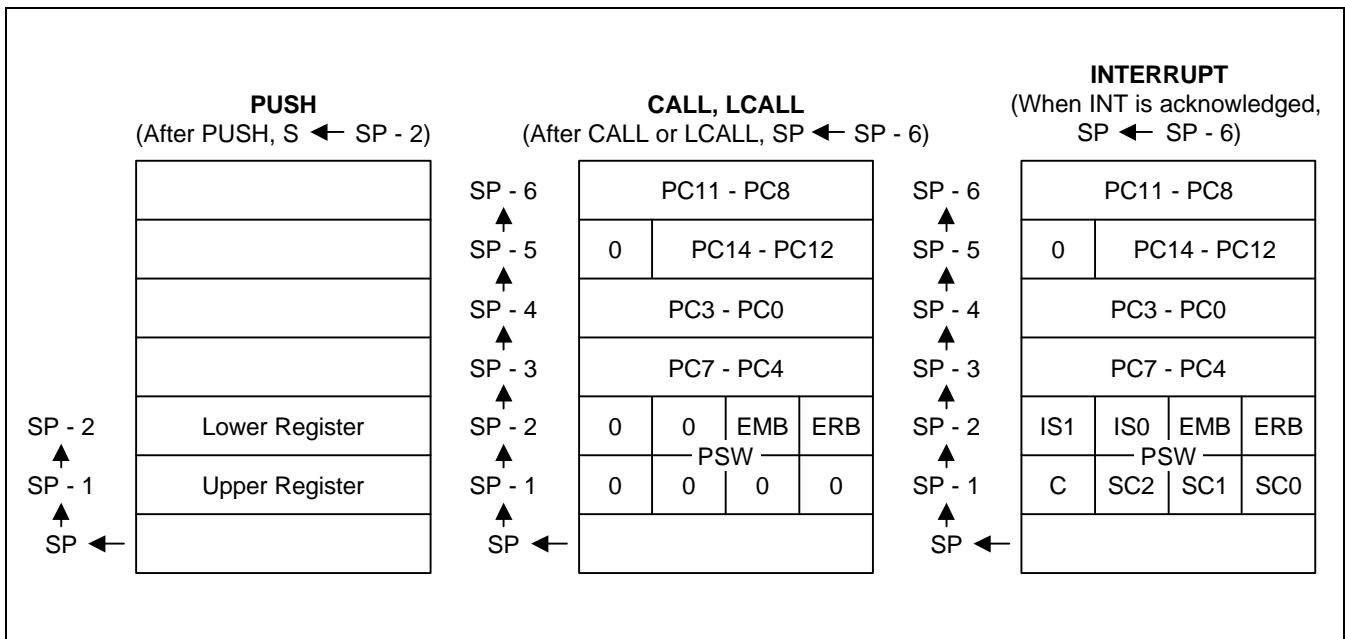 PUSH
(After PUSH, S ← SP - 2)
Lower Register
Upper Register
SP - 2
SP - 1
SP
CALL, LCALL
(After CALL or LCALL, SP ← SP - 6)
SP - 6
SP - 5
SP - 4
SP - 3
SP - 2
SP - 1
SP
PC11 - PC8
0 PC14 - PC12
PC3 - PC0
PC7 - PC4
0 0 EMB ERB
PSW
0 0 0 0
INTERRUPT
(When INT is acknowledged,
SP ← SP - 6)
SP - 6
SP - 5
SP - 4
SP - 3
SP - 2
SP - 1
SP
PC11 - PC8
0 PC14 - PC12
PC3 - PC0
PC7 - PC4
IS1 IS0 EMB ERB
PSW
C SC2 SC1 SC0